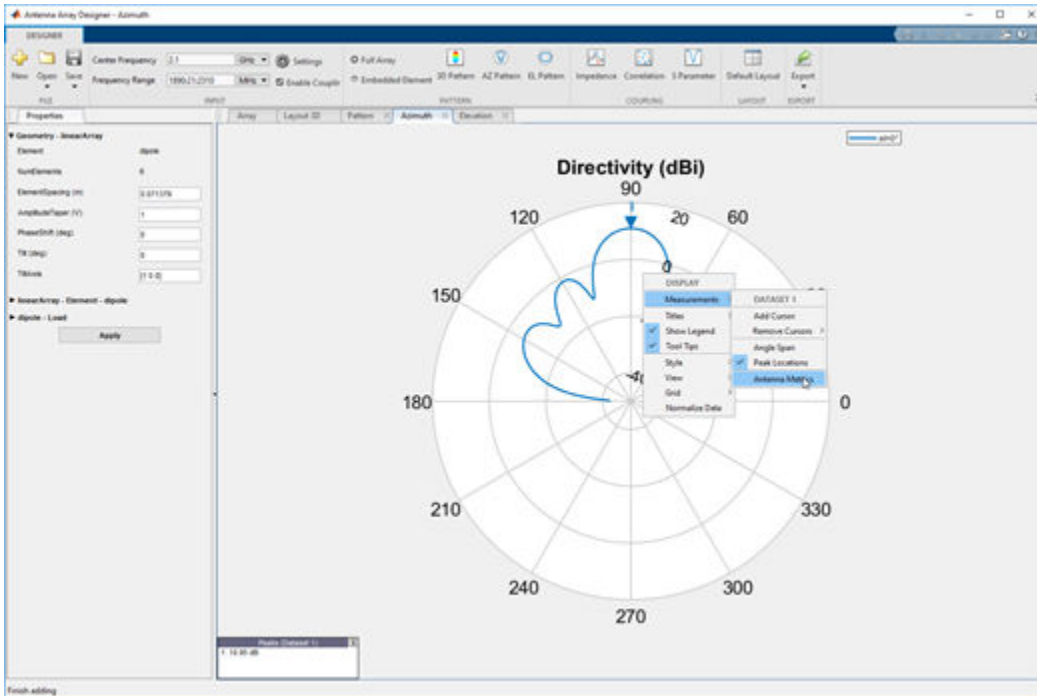 Antenna Array Designer - Azimuth
DESIGNER
New Open Save
Center Frequency 2.1 GHz
Frequency Range MHz
Settings
Enable Couplin
Full Array
Embedded Element
3D Pattern AZ Pattern EL Pattern
Impedance Correlation S Parameter
Default Layout
Export
FILE INPUT PATTERN COUPLING LAYOUT EXPORT
Properties
Array Layout 3D Pattern Azimuth Elevation
Geometry - linearArray
Element dipole
NumElements
ElementSpacing (m)
AmplitudeTaper (V) 1
PhaseShift (deg) 0
Tilt (deg) 0
TiltAxis [1 0 0]
linearArray - Element - dipole
dipole - Load
Apply
Directivity (dBi)
90
120 20 60
0
150
180 0
210 330
240 300
270
DISPLAY
Measurements
Titles
Show Legend
Tool Tips
Style
View
Grid
Normalize Data
DATASET 1
Add Cursor
Remove Cursors
Angle Span
Peak Locations
Antenna Metrics
Peaks (Dataset 1)
Finish adding